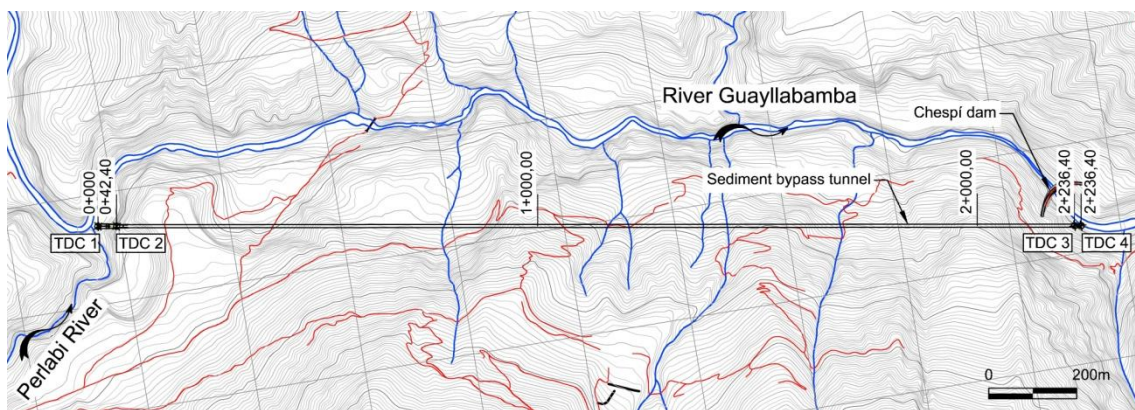 River Guayllabamba
Chespí dam
Sediment bypass tunnel
0+000
0+42,40
1+000,00
2+000,00
2+236,40
2+236,40
TDC 1
TDC 2
TDC 3
TDC 4
Perlabi River
0
200m